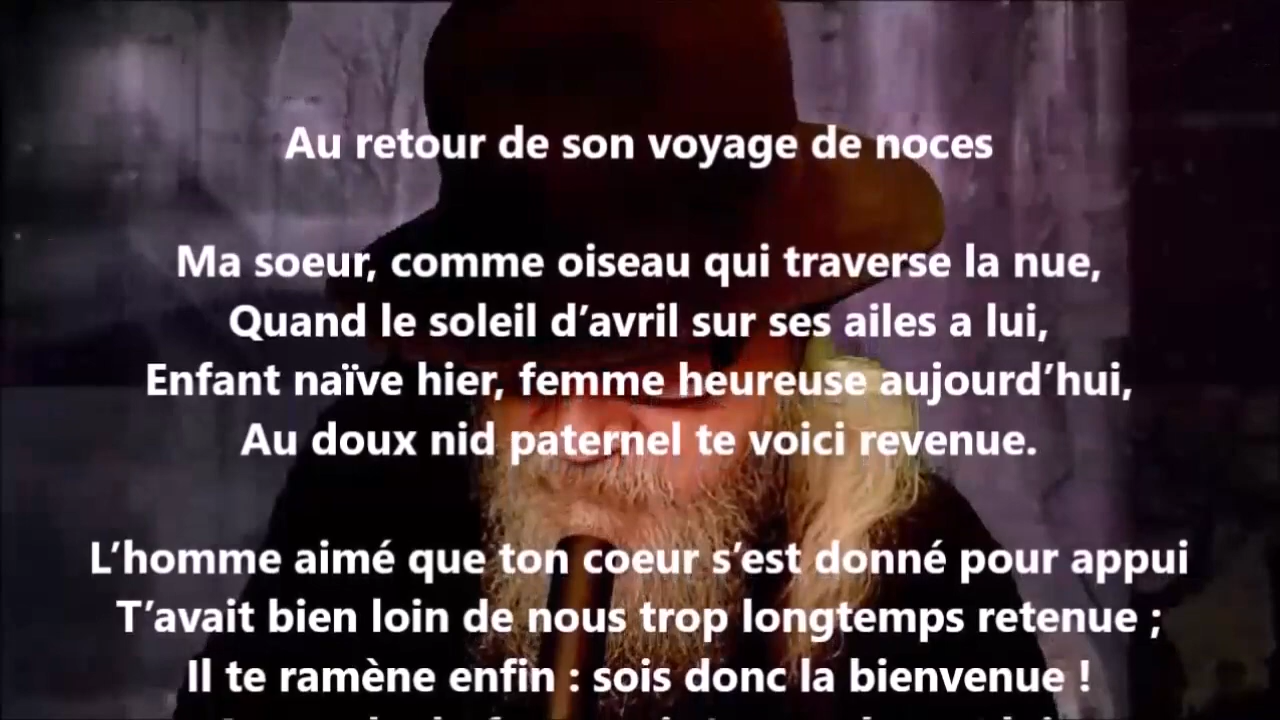 Au retour de son voyage de noces
Ma soeur, comme oiseau qui traverse la nue,
Quand le soleil d’avril sur ses ailes a lui,
Enfant naïve hier, femme heureuse aujourd’hui,
Au doux nid paternel te voici revenue.
L’homme aimé que ton coeur s’est donné pour appui
T’avait bien loin de nous trop longtemps retenue ;
Il te ramène enfin : sois donc la bienvenue !